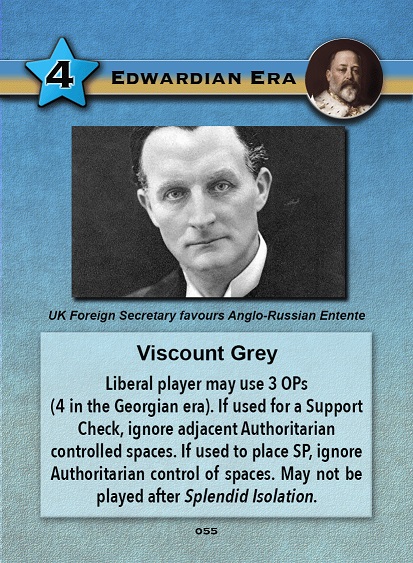 4
EDWARDIAN ERA
UK Foreign Secretary favours Anglo-Russian Entente
Viscount Grey
Liberal player may use 3 OPs
(4 in the Georgian era). If used for a Support
Check, ignore adjacent Authoritarian
controlled spaces. If used to place SP, ignore
Authoritarian control of spaces. May not be
played after Splendid Isolation.
055